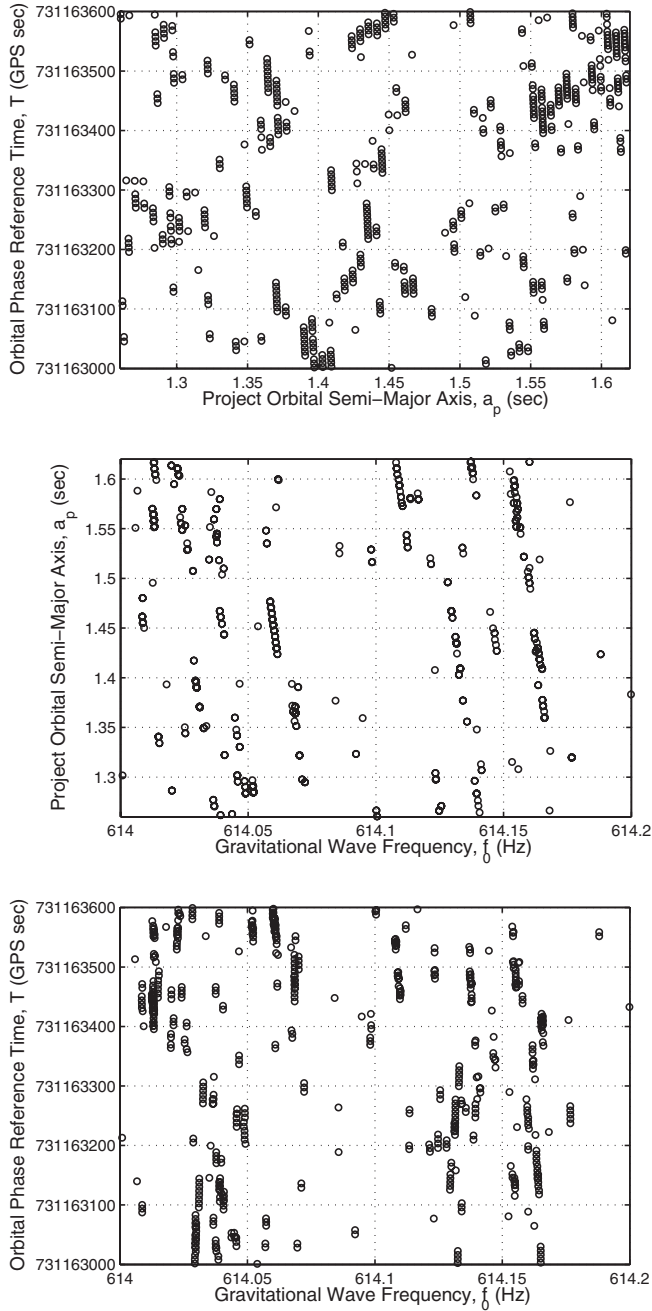 731163600
731163500
731163400
731163300
731163200
731163100
731163000
Orbital Phase Reference Time, T (GPS sec)
1.3 1.35 1.4 1.45 1.5 1.55 1.6
Project Orbital Semi−Major Axis, a_p (sec)
1.6
1.55
1.5
1.45
1.4
1.35
1.3
Project Orbital Semi−Major Axis, a_p (sec)
614 614.05 614.1 614.15 614.2
Gravitational Wave Frequency, f_0 (Hz)
731163600
731163500
731163400
731163300
731163200
731163100
731163000
Orbital Phase Reference Time, T (GPS sec)
614 614.05 614.1 614.15 614.2
Gravitational Wave Frequency, f_0 (Hz)